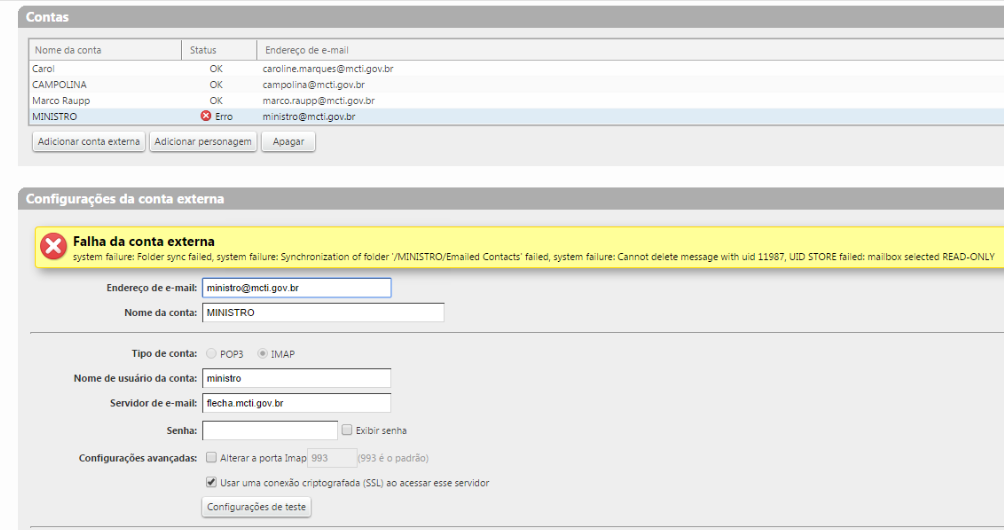 Contas
Nome da conta Status Endereço de e-mail
Carol OK caroline.marques@mcti.gov.br
CAMPOLINA OK campolina@mcti.gov.br
Marco Raupp OK marco.raupp@mcti.gov.br
MINISTRO Erro ministro@mcti.gov.br
Adicionar conta externa Adicionar personagem Apagar
Configurações da conta externa
Falha da conta externa
system failure: Folder sync failed, system failure: Synchronization of folder '/MINISTRO/Emailed Contacts' failed, system failure: Cannot delete message with uid 11987, UID STORE failed: mailbox selected READ-ONLY
Endereço de e-mail: ministro@mcti.gov.br
Nome da conta: MINISTRO
Tipo de conta: POP3 IMAP
Nome de usuário da conta: ministro
Servidor de e-mail: flecha.mcti.gov.br
Senha: Exibir senha
Configurações avançadas: Alterar a porta Imap 993 (993 é o padrão)
Usar uma conexão criptografada (SSL) ao acessar esse servidor
Configurações de teste